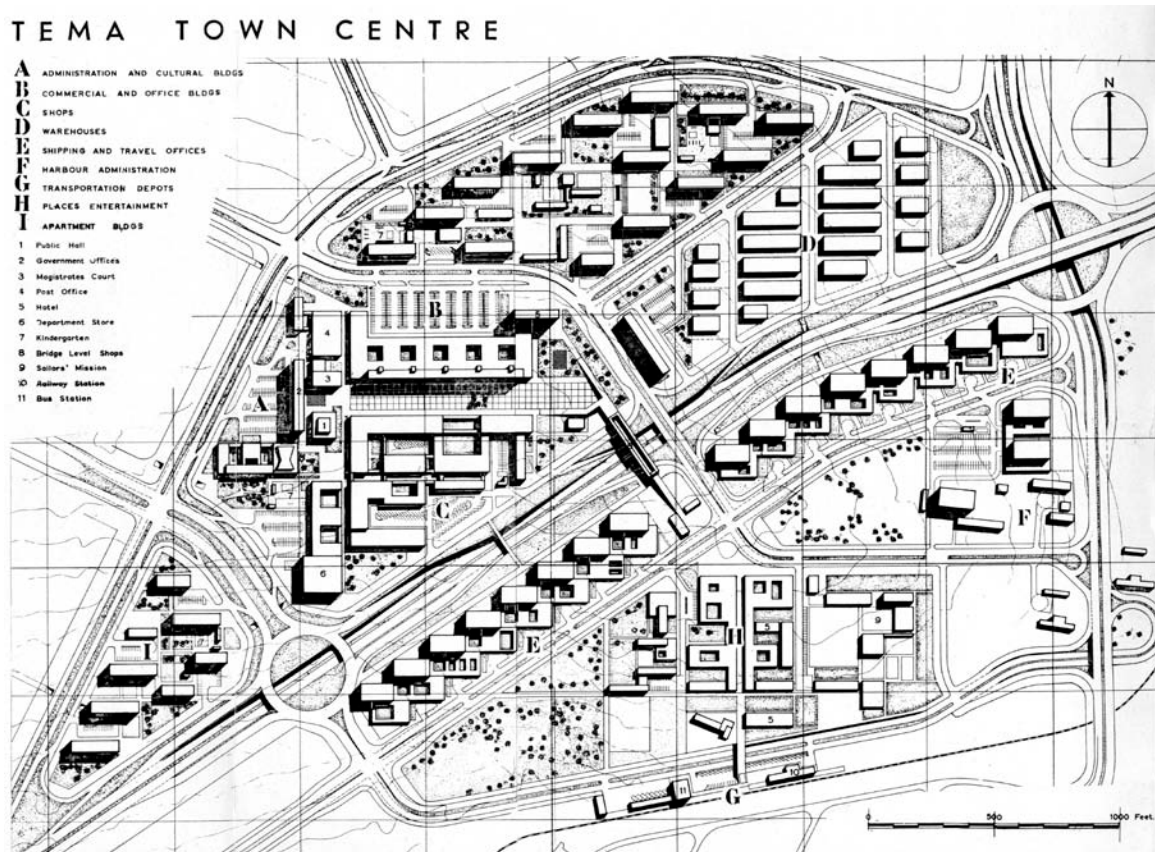 TEMA TOWN CENTRE
A ADMINISTRATION AND CULTURAL BLDGS
B COMMERCIAL AND OFFICE BLDGS
C SHOPS
D WAREHOUSES
E SHIPPING AND TRAVEL OFFICES
F HARBOUR ADMINISTRATION
G TRANSPORTATION DEPOTS
H PLACES ENTERTAINMENT
I APARTMENT BLDGS
1 Public Hall
2 Government Offices
3 Magistrates Court
4 Post Office
5 Hotel
6 Department Store
7 Kindergarten
8 Bridge Level Shops
9 Sailors' Mission
10 Railway Station
11 Bus Station
N
7
7
D
B
5
4
3
2
E
A
1
C
F
6
I
7
E
I
H
5
9
5
10
11
G
0 500 1000 Feet.